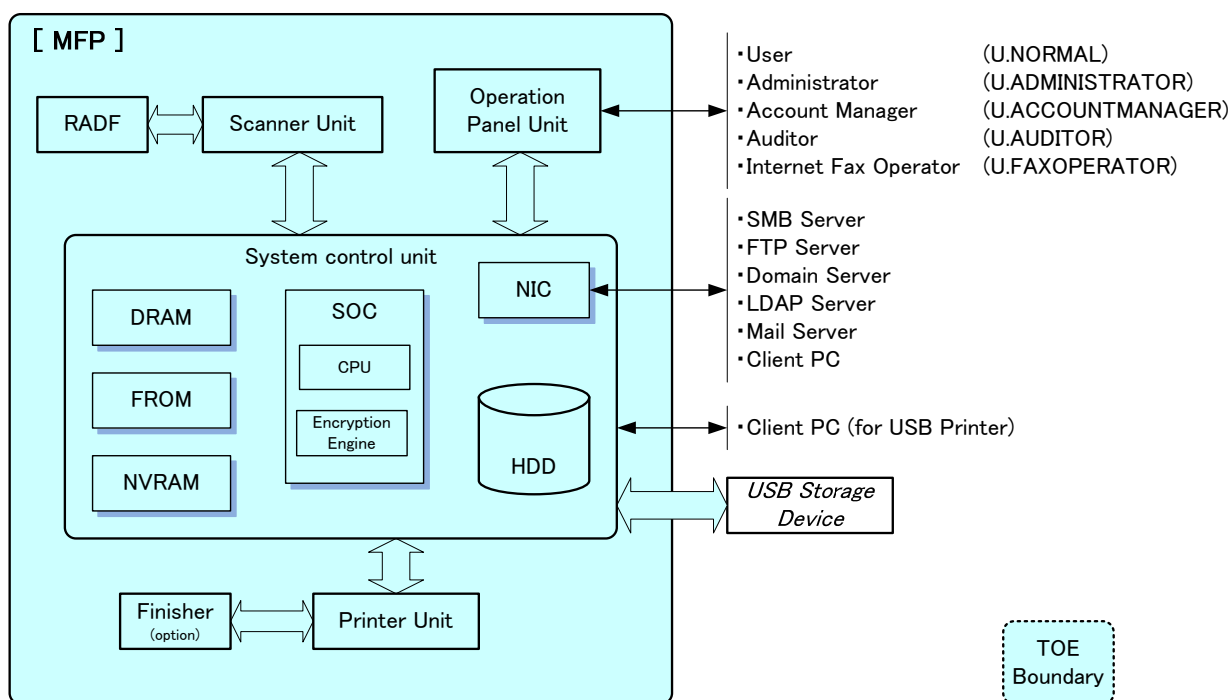 [ MFP ]
RADF
Scanner Unit
Operation
Panel Unit
・User (U.NORMAL)
・Administrator (U.ADMINISTRATOR)
・Account Manager (U.ACCOUNTMANAGER)
・Auditor (U.AUDITOR)
・Internet Fax Operator (U.FAXOPERATOR)
System control unit
DRAM
FROM
NVRAM
SOC
CPU
Encryption
Engine
NIC
HDD
・SMB Server
・FTP Server
・Domain Server
・LDAP Server
・Mail Server
・Client PC
・Client PC (for USB Printer)
USB Storage
Device
Finisher
(option)
Printer Unit
TOE
Boundary